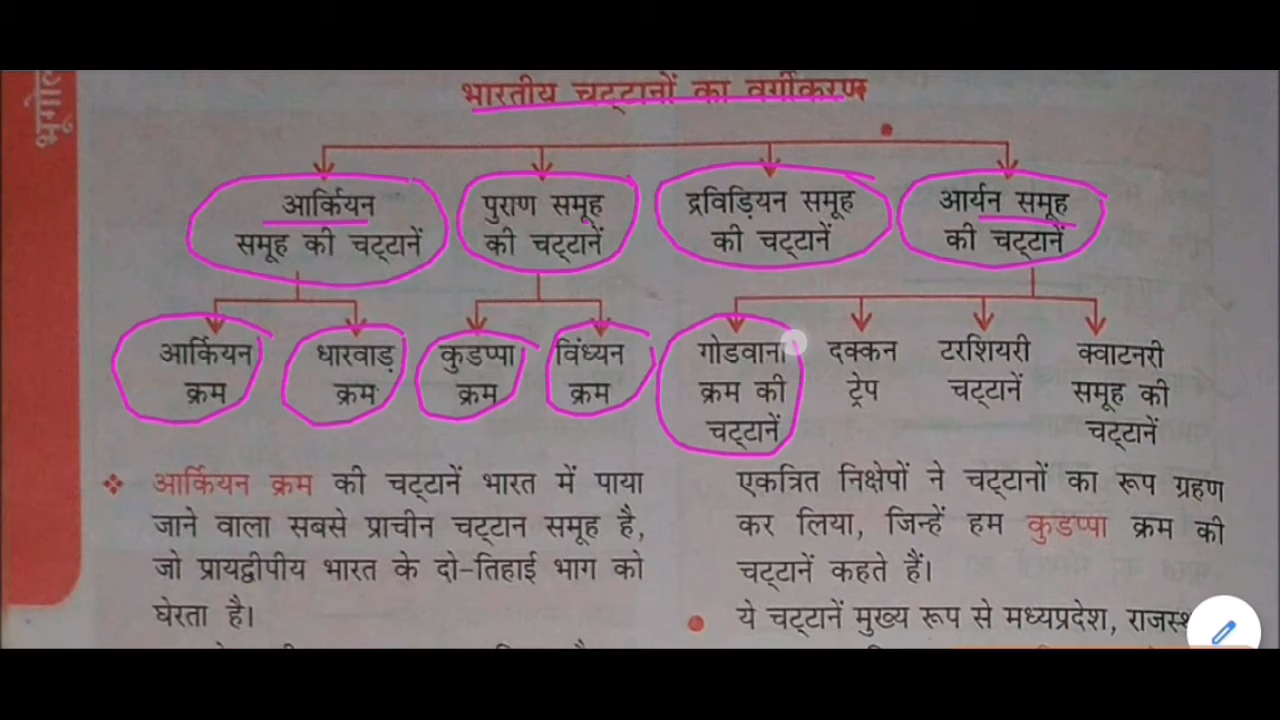 भूगोल
भारतीय चट्टानों का वर्गीकरण
आर्कियन
समूह की चट्टानें
पुराण समूह
की चट्टानें
द्रविड़ियन समूह
की चट्टानें
आर्यन समूह
की चट्टानें
आर्कियन
क्रम
धारवाड़
क्रम
कुडप्पा
क्रम
विंध्यन
क्रम
गोडवाना
क्रम की
चट्टानें
दक्कन
ट्रेप
टरशियरी
चट्टानें
क्वाटनरी
समूह की
चट्टानें
❖ आर्कियन क्रम की चट्टानें भारत में पाया
जाने वाला सबसे प्राचीन चट्टान समूह है,
जो प्रायद्वीपीय भारत के दो-तिहाई भाग को
घेरता है।
एकत्रित निक्षेपों ने चट्टानों का रूप ग्रहण
कर लिया, जिन्हें हम कुडप्पा क्रम की
चट्टानें कहते हैं।
● ये चट्टानें मुख्य रूप से मध्यप्रदेश,